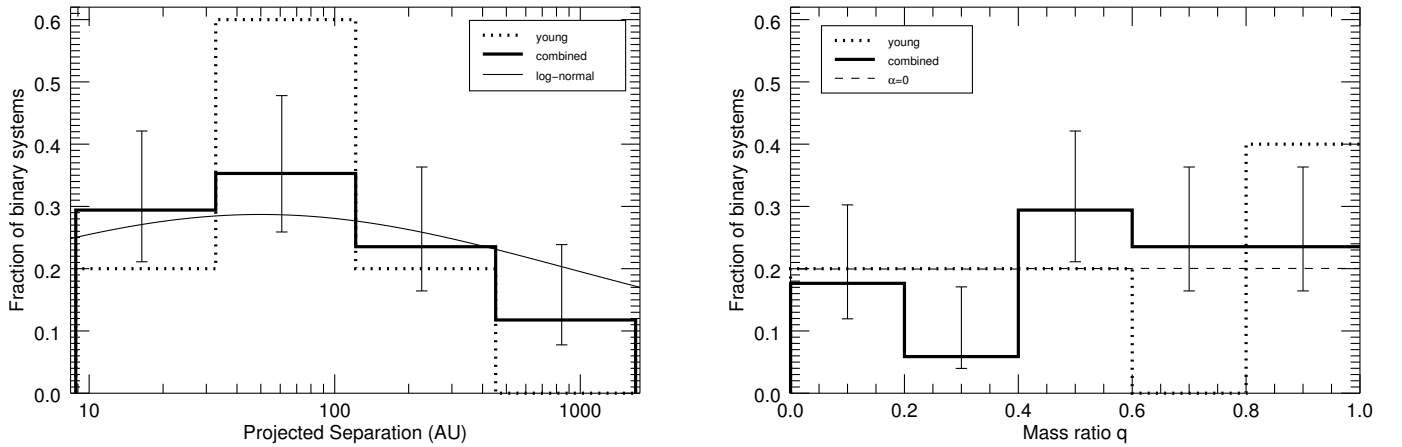 Fraction of binary systems
0.6
0.5
0.4
0.3
0.2
0.1
0.0
young
combined
log−normal
10 100 1000
Projected Separation (AU)
Fraction of binary systems
0.6
0.5
0.4
0.3
0.2
0.1
0.0
young
combined
α=0
0.0 0.2 0.4 0.6 0.8 1.0
Mass ratio q